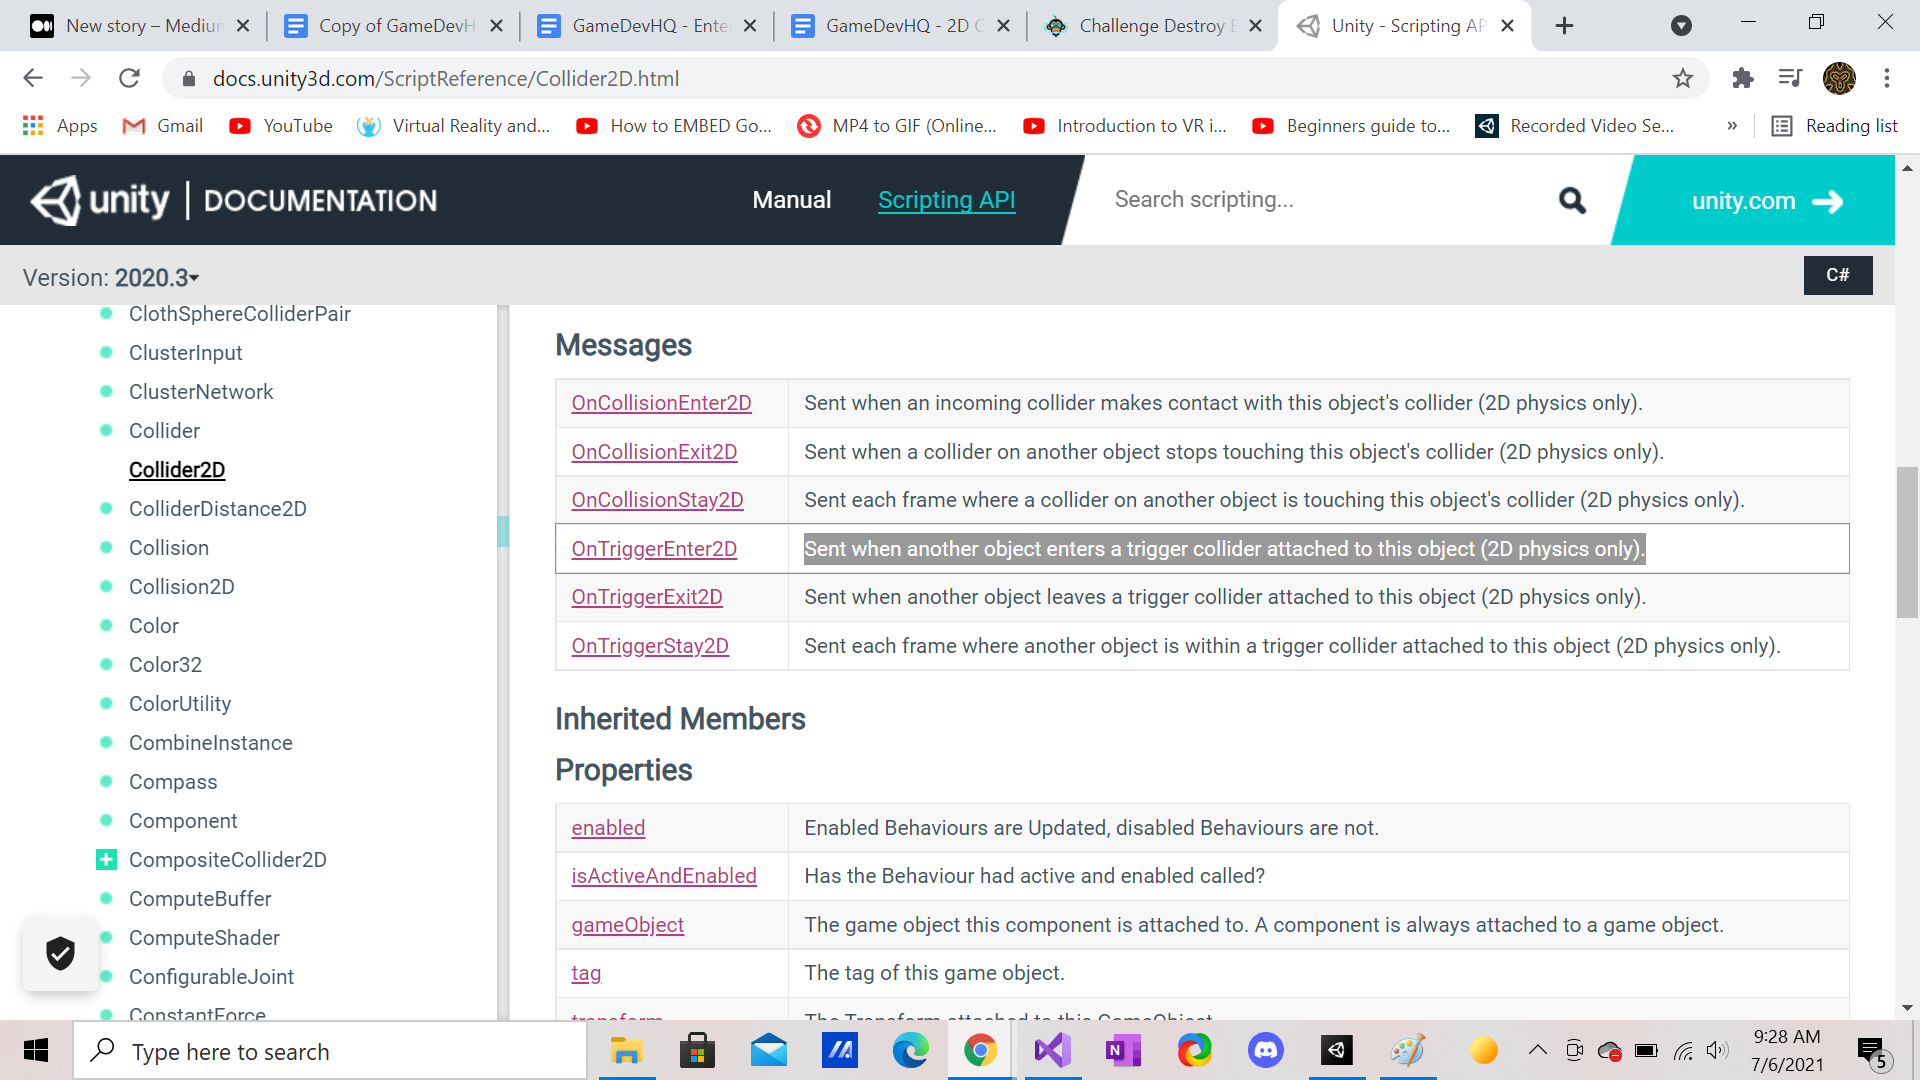 New story – Medium
Copy of GameDevH
GameDevHQ - Ente
GameDevHQ - 2D G
Challenge Destroy E
Unity - Scripting AP
docs.unity3d.com/ScriptReference/Collider2D.html
Apps
Gmail
YouTube
Virtual Reality and...
How to EMBED Go...
MP4 to GIF (Online...
Introduction to VR i...
Beginners guide to...
Recorded Video Se...
»
Reading list
unity | DOCUMENTATION
Manual
Scripting API
Search scripting...
unity.com
Version: 2020.3
C#
ClothSphereColliderPair
ClusterInput
ClusterNetwork
Collider
Collider2D
ColliderDistance2D
Collision
Collision2D
Color
Color32
ColorUtility
CombineInstance
Compass
Component
CompositeCollider2D
ComputeBuffer
ComputeShader
ConfigurableJoint
ConstantForce
Messages
OnCollisionEnter2D Sent when an incoming collider makes contact with this object's collider (2D physics only).
OnCollisionExit2D Sent when a collider on another object stops touching this object's collider (2D physics only).
OnCollisionStay2D Sent each frame where a collider on another object is touching this object's collider (2D physics only).
OnTriggerEnter2D Sent when another object enters a trigger collider attached to this object (2D physics only).
OnTriggerExit2D Sent when another object leaves a trigger collider attached to this object (2D physics only).
OnTriggerStay2D Sent each frame where another object is within a trigger collider attached to this object (2D physics only).
Inherited Members
Properties
enabled Enabled Behaviours are Updated, disabled Behaviours are not.
isActiveAndEnabled Has the Behaviour had active and enabled called?
gameObject The game object this component is attached to. A component is always attached to a game object.
tag The tag of this game object.
transform The Transform attached to this GameObject.
Type here to search
N
9:28 AM
7/6/2021
5